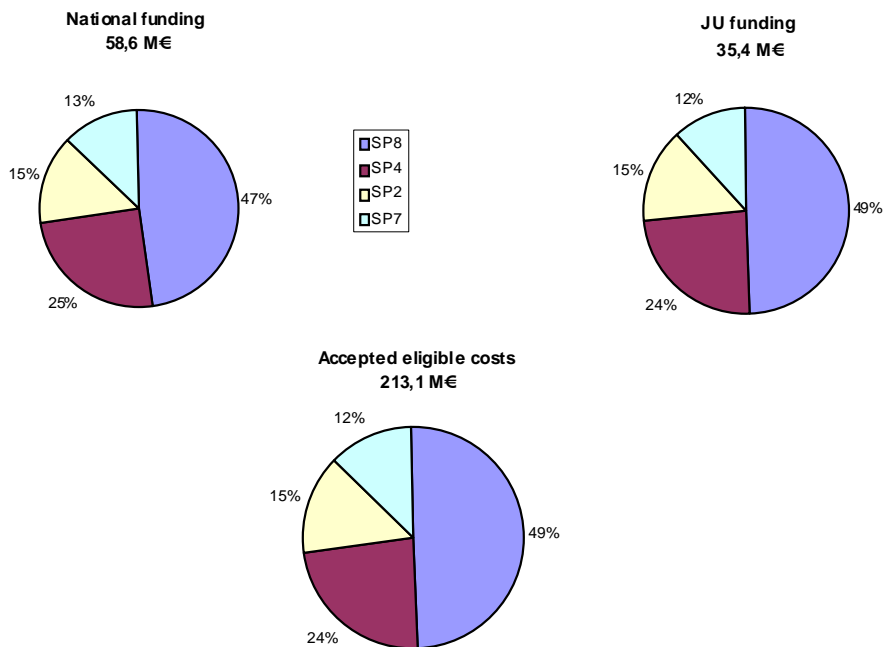 National funding
58,6 M€
13%
15%
47%
25%
SP8
SP4
SP2
SP7
JU funding
35,4 M€
12%
15%
49%
24%
Accepted eligible costs
213,1 M€
12%
15%
49%
24%